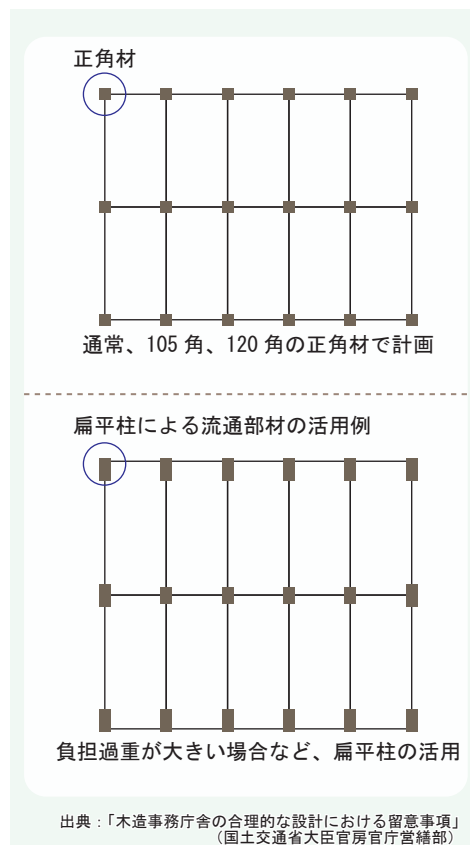 正角材
通常、105 角、120 角の正角材で計画
扁平柱による流通部材の活用例
負担過重が大きい場合など、扁平柱の活用
出典：「木造事務庁舎の合理的な設計における留意事項」
（国土交通省大臣官房官庁営繕部）